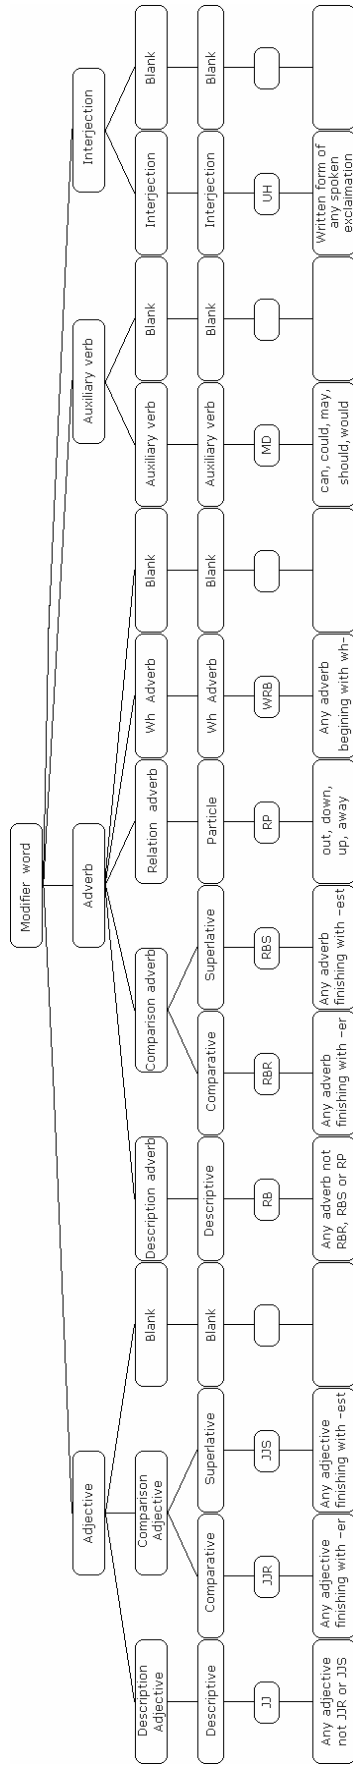 Modifier word
Adjective
Adverb
Auxiliary verb
Interjection
Description
Adjective
Comparison
Adjective
Blank
Description adverb
Comparison adverb
Relation adverb
Wh Adverb
Blank
Auxiliary verb
Blank
Interjection
Blank
Descriptive
Comparative
Superlative
Blank
Descriptive
Comparative
Superlative
Particle
Wh Adverb
Blank
Auxiliary verb
Blank
Interjection
Blank
JJ
JJR
JJS
RB
RBR
RBS
RP
WRB
MD
UH
Any adjective
not JJR or JJS
Any adjective
finishing with -er
Any adjective
finishing with -est
Any adverb not
RBR, RBS or RP
Any adverb
finishing with -er
Any adverb
finishing with -est
out, down,
up, away
Any adverb
begining with wh-
can, could, may,
should, would
Written form of
any spoken
exclaimation